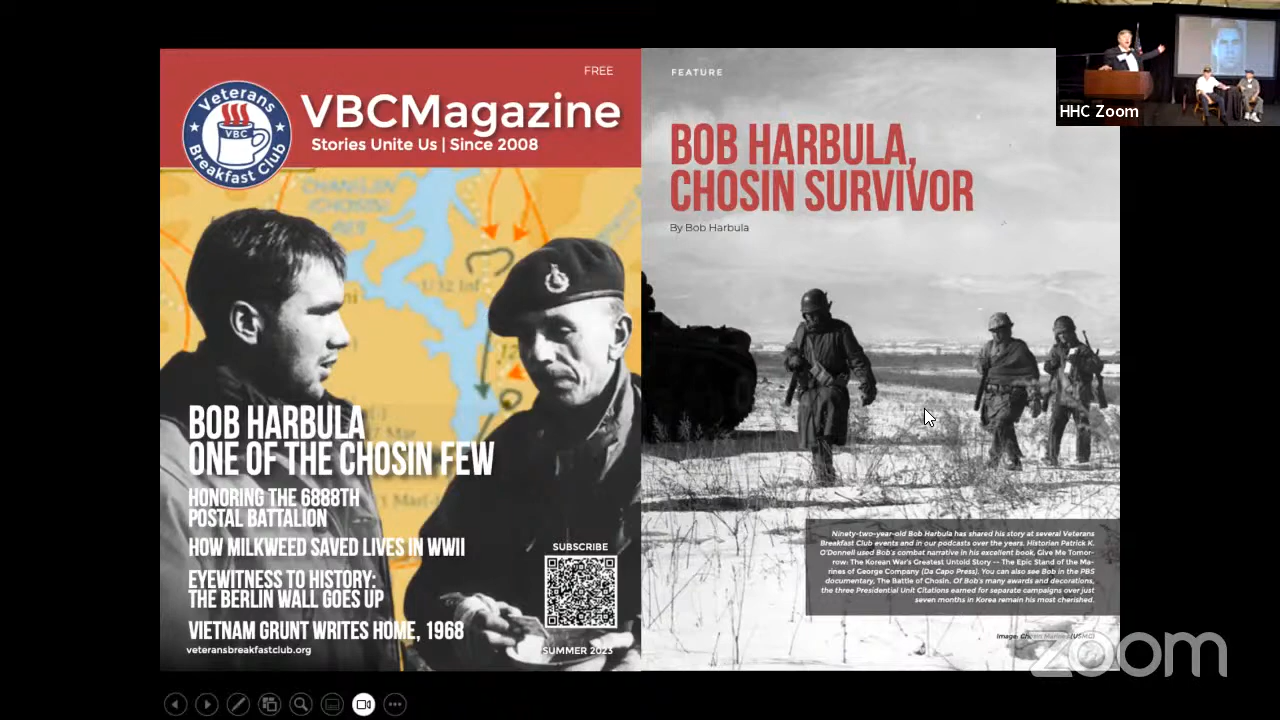 FREE
Veterans
VBC
Breakfast Club
VBCMagazine
Stories Unite Us | Since 2008
BOB HARBULA
ONE OF THE CHOSIN FEW
HONORING THE 6888TH
POSTAL BATTALION
HOW MILKWEED SAVED LIVES IN WWII
EYEWITNESS TO HISTORY:
THE BERLIN WALL GOES UP
VIETNAM GRUNT WRITES HOME, 1968
veteransbreakfastclub.org
SUBSCRIBE
SUMMER 2023
FEATURE
BOB HARBULA,
CHOSIN SURVIVOR
By Bob Harbula
Ninety-two-year-old Bob Harbula has shared his story at several Veterans
Breakfast Club events and in our podcasts over the years. Historian Patrick K.
O'Donnell used Bob's combat narrative in his excellent book, Give Me Tomor-
row: The Korean War's Greatest Untold Story -- The Epic Stand of the Ma-
rines of George Company (Da Capo Press). You can also see Bob in the PBS
documentary, The Battle of Chosin. Of Bob's many awards and decorations,
the three Presidential Unit Citations earned for separate campaigns over just
seven months in Korea remain his most cherished.
Image: Chosin Marines (USMC)
HHC Zoom
zoom